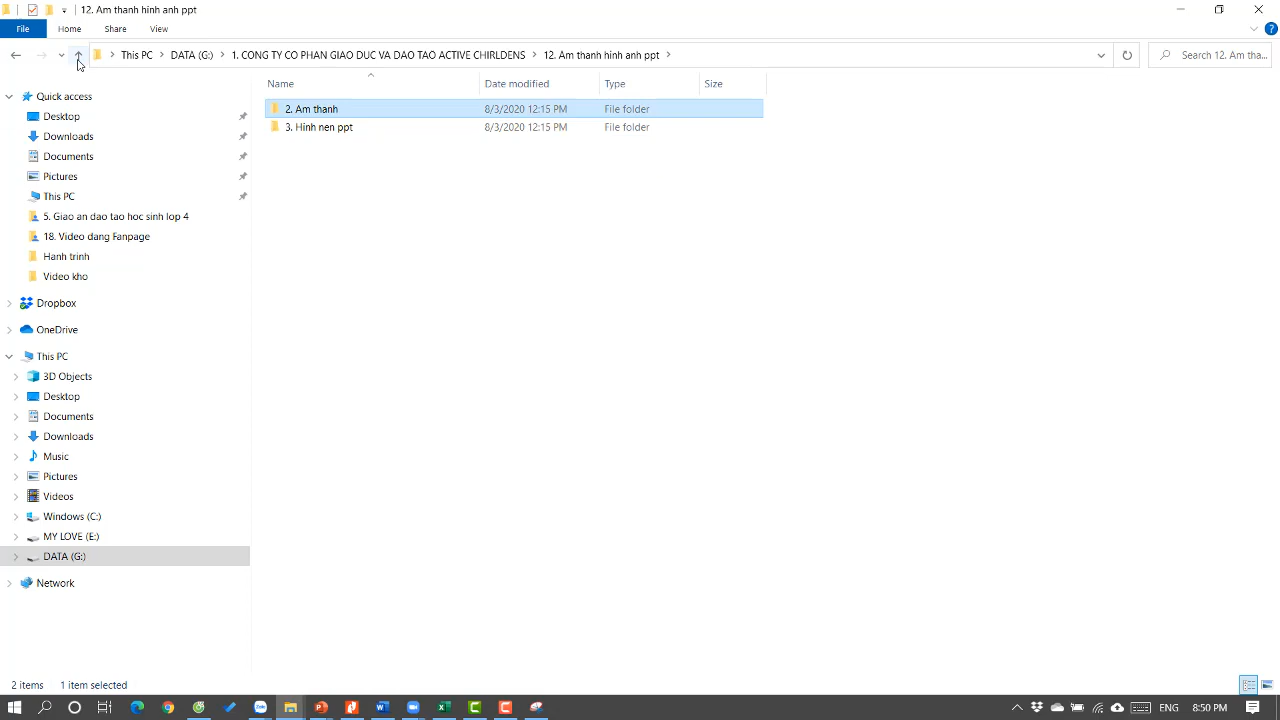 12. Am thanh hinh anh ppt
File Home Share View
This PC DATA (G:) 1. CONG TY CO PHAN GIAO DUC VA DAO TAO ACTIVE CHIRLDENS 12. Am thanh hinh anh ppt Search 12. Am tha...
Name Date modified Type Size
2. Am thanh 8/3/2020 12:15 PM File folder
3. Hinh nen ppt 8/3/2020 12:15 PM File folder
Quick access
Desktop
Downloads
Documents
Pictures
This PC
5. Giao an dao tao hoc sinh lop 4
18. Video dang Fanpage
Hanh trinh
Video kho
Dropbox
OneDrive
This PC
3D Objects
Desktop
Documents
Downloads
Music
Pictures
Videos
Windows (C:)
MY LOVE (E:)
DATA (G:)
Network
2 items 1 item selected
ENG 8:50 PM